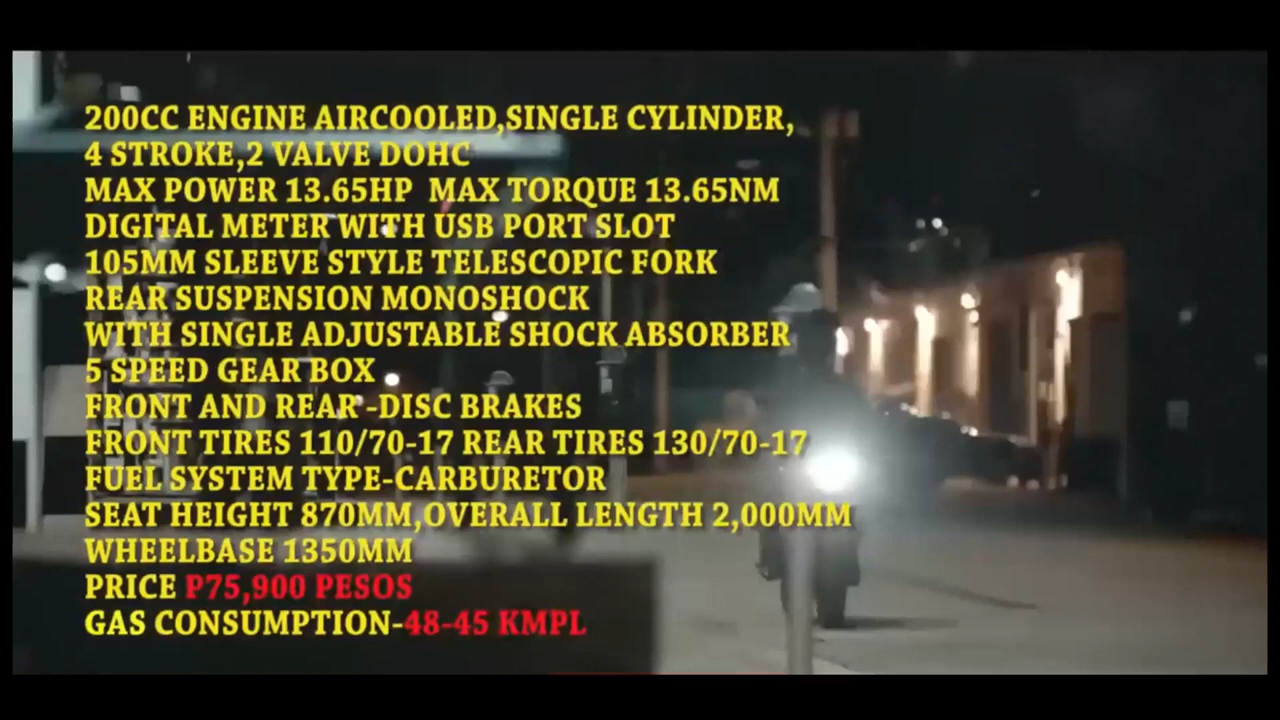 200CC ENGINE AIRCOOLED,SINGLE CYLINDER,
4 STROKE,2 VALVE DOHC
MAX POWER 13.65HP MAX TORQUE 13.65NM
DIGITAL METER WITH USB PORT SLOT
105MM SLEEVE STYLE TELESCOPIC FORK
REAR SUSPENSION MONOSHOCK
WITH SINGLE ADJUSTABLE SHOCK ABSORBER
5 SPEED GEAR BOX
FRONT AND REAR -DISC BRAKES
FRONT TIRES 110/70-17 REAR TIRES 130/70-17
FUEL SYSTEM TYPE-CARBURETOR
SEAT HEIGHT 870MM,OVERALL LENGTH 2,000MM
WHEELBASE 1350MM
PRICE P75,900 PESOS
GAS CONSUMPTION-48-45 KMPL